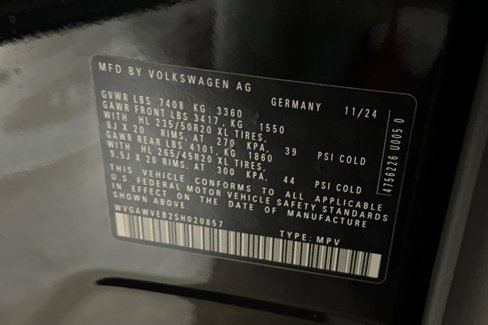 MFD BY VOLKSWAGEN AG
GERMANY 11/24
GVWR LBS 7408 KG 3360
GAWR FRONT LBS 3417, KG 1550
WITH HL 235/50R20 XL TIRES,
8J X 20 RIMS, AT 270 KPA, 39 PSI COLD
GAWR REAR LBS 4101, KG 1860
WITH HL 265/45R20 XL TIRES,
9.5J X 20 RIMS, AT 300 KPA, 44 PSI COLD
THIS VEHICLE CONFORMS TO ALL APPLICABLE
U.S. FEDERAL MOTOR VEHICLE SAFETY STANDARDS
IN EFFECT ON THE DATE OF MANUFACTURE
SHOWN ABOVE.
WVGAWVEB2SH029857
TYPE: MPV
4756226 U005 0